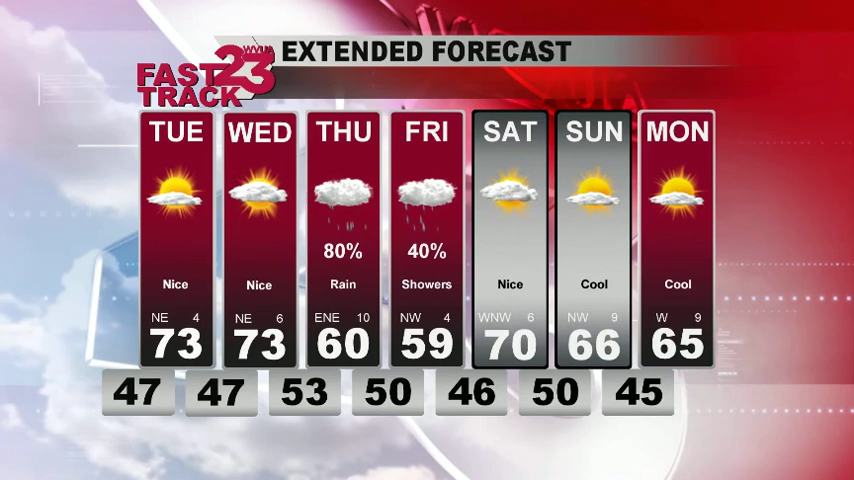 WVUA
23
FAST
TRACK
EXTENDED FORECAST
TUE WED THU FRI SAT SUN MON
80% 40%
Nice Nice Rain Showers Nice Cool Cool
NE 4 NE 6 ENE 10 NW 4 WNW 6 NW 9 W 9
73 73 60 59 70 66 65
47 47 53 50 46 50 45